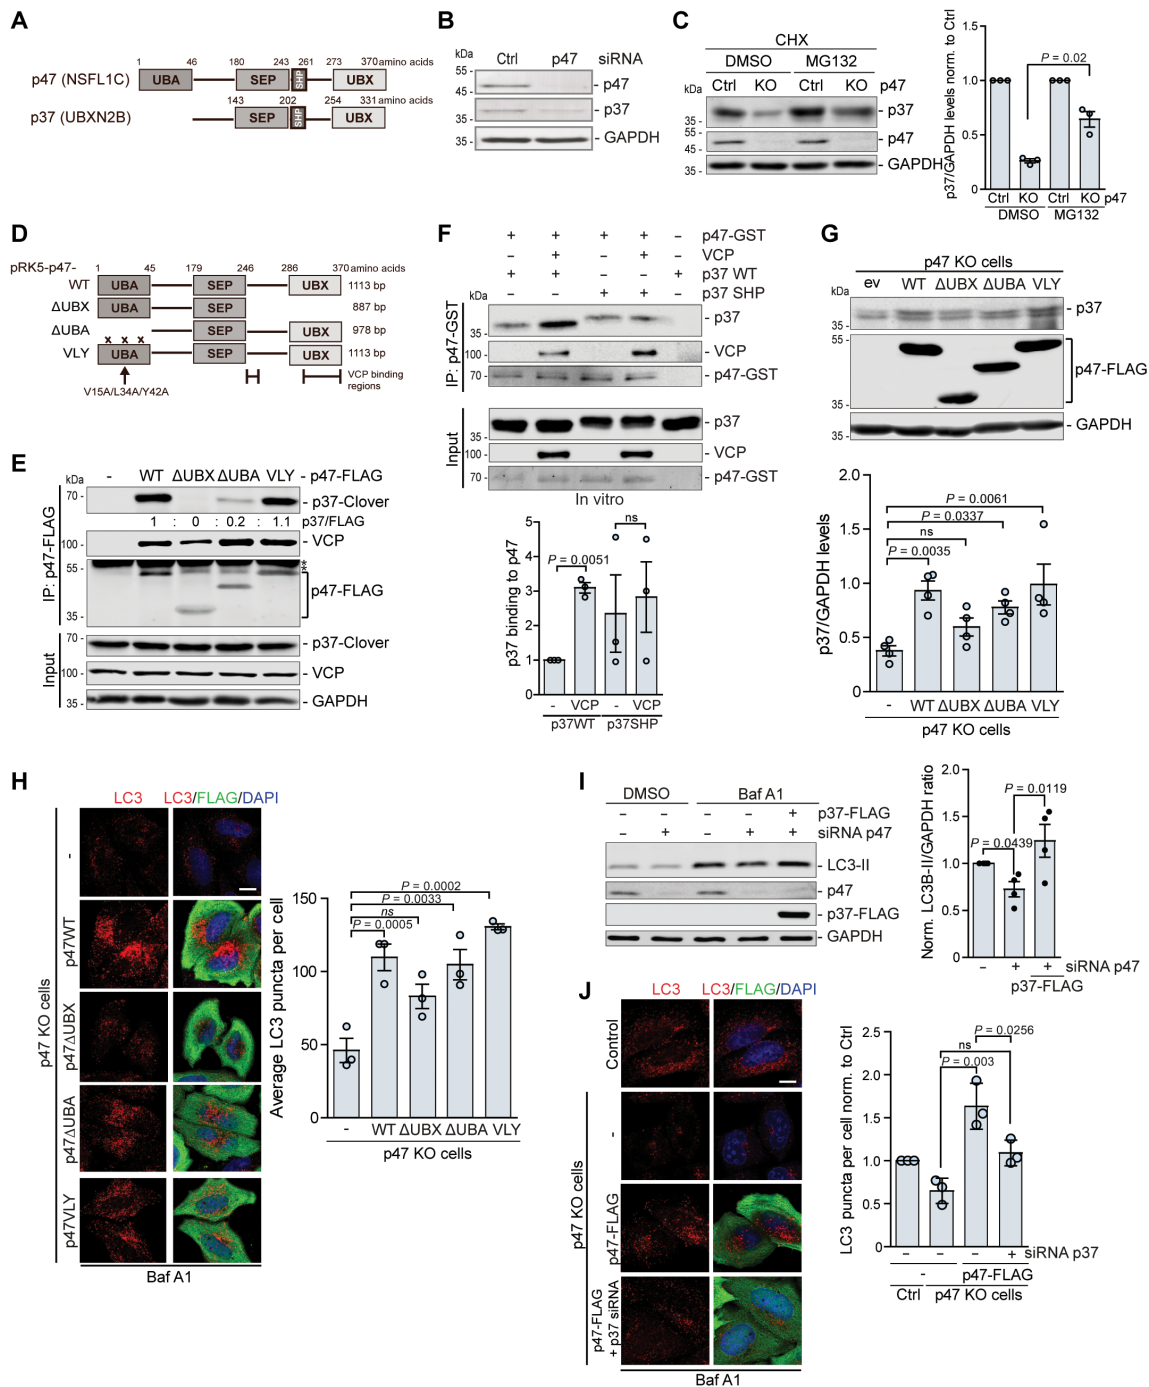 A
1 46 180 243 261 273 370 amino acids
p47 (NSFL1C) UBA SEP SHP UBX
143 202 254 331 amino acids
p37 (UBXN2B) SEP SHP UBX
B
kDa Ctrl p47 siRNA
55 -
45 -
- p47
35 -
- p37
35 -
- GAPDH
C
CHX
DMSO MG132
kDa Ctrl KO Ctrl KO p47
35 -
- p37
55 -
45 -
- p47
35 -
- GAPDH
p37/GAPDH levels norm. to Ctrl
1.5
1.0
0.5
0
P = 0.02
Ctrl KO Ctrl KO p47
DMSO MG132
D
pRK5-p47-
1 45 179 246 286 370 amino acids
WT UBA SEP UBX 1113 bp
ΔUBX UBA SEP 887 bp
ΔUBA SEP UBX 978 bp
x x x
VLY UBA SEP UBX 1113 bp
V15A/L34A/Y42A
VCP binding
regions
E
kDa - WT ΔUBX ΔUBA VLY - p47-FLAG
IP: p47-FLAG
70 -
- p37-Clover
1 : 0 : 0.2 : 1.1 p37/FLAG
100 -
- VCP
55 -
**
p47-FLAG
35 -
Input
70 -
- p37-Clover
100 -
- VCP
35 -
- GAPDH
F
+ + + + – p47-GST
– + – + – VCP
+ + – – + p37 WT
– – + + – p37 SHP
kDa
IP: p47-GST
35 -
- p37
100 -
- VCP
70 -
- p47-GST
Input
35 -
- p37
100 -
- VCP
70 -
- p47-GST
In vitro
p37 binding to p47
5
4
3
2
1
0
P = 0.0051
ns
- VCP - VCP
p37WT p37SHP
G
p47 KO cells
kDa ev WT ΔUBX ΔUBA VLY
35 -
- p37
55 -
35 -
p47-FLAG
35 -
- GAPDH
p37/GAPDH levels
2.0
1.5
1.0
0.5
0
P = 0.0061
P = 0.0337
ns
P = 0.0035
- WT ΔUBX ΔUBA VLY
p47 KO cells
H
LC3 LC3/FLAG/DAPI
p47 KO cells
-
p47WT
p47ΔUBX
p47ΔUBA
p47VLY
Baf A1
Average LC3 puncta per cell
150
100
50
0
P = 0.0002
P = 0.0033
ns
P = 0.0005
- WT ΔUBX ΔUBA VLY
p47 KO cells
I
DMSO Baf A1
– – – – + p37-FLAG
– + – + + siRNA p47
- LC3-II
- p47
- p37-FLAG
- GAPDH
Norm. LC3B-II/GAPDH ratio
2.0
1.5
1.0
0.5
0
P = 0.0119
P = 0.0439
– + + siRNA p47
p37-FLAG
J
LC3 LC3/FLAG/DAPI
Control
p47 KO cells
-
p47-FLAG
p47-FLAG
+ p37 siRNA
Baf A1
LC3 puncta per cell norm. to Ctrl
2.5
2.0
1.5
1.0
0.5
0
P = 0.0256
ns
P = 0.003
– – – + siRNA p37
- p47-FLAG
Ctrl p47 KO cells